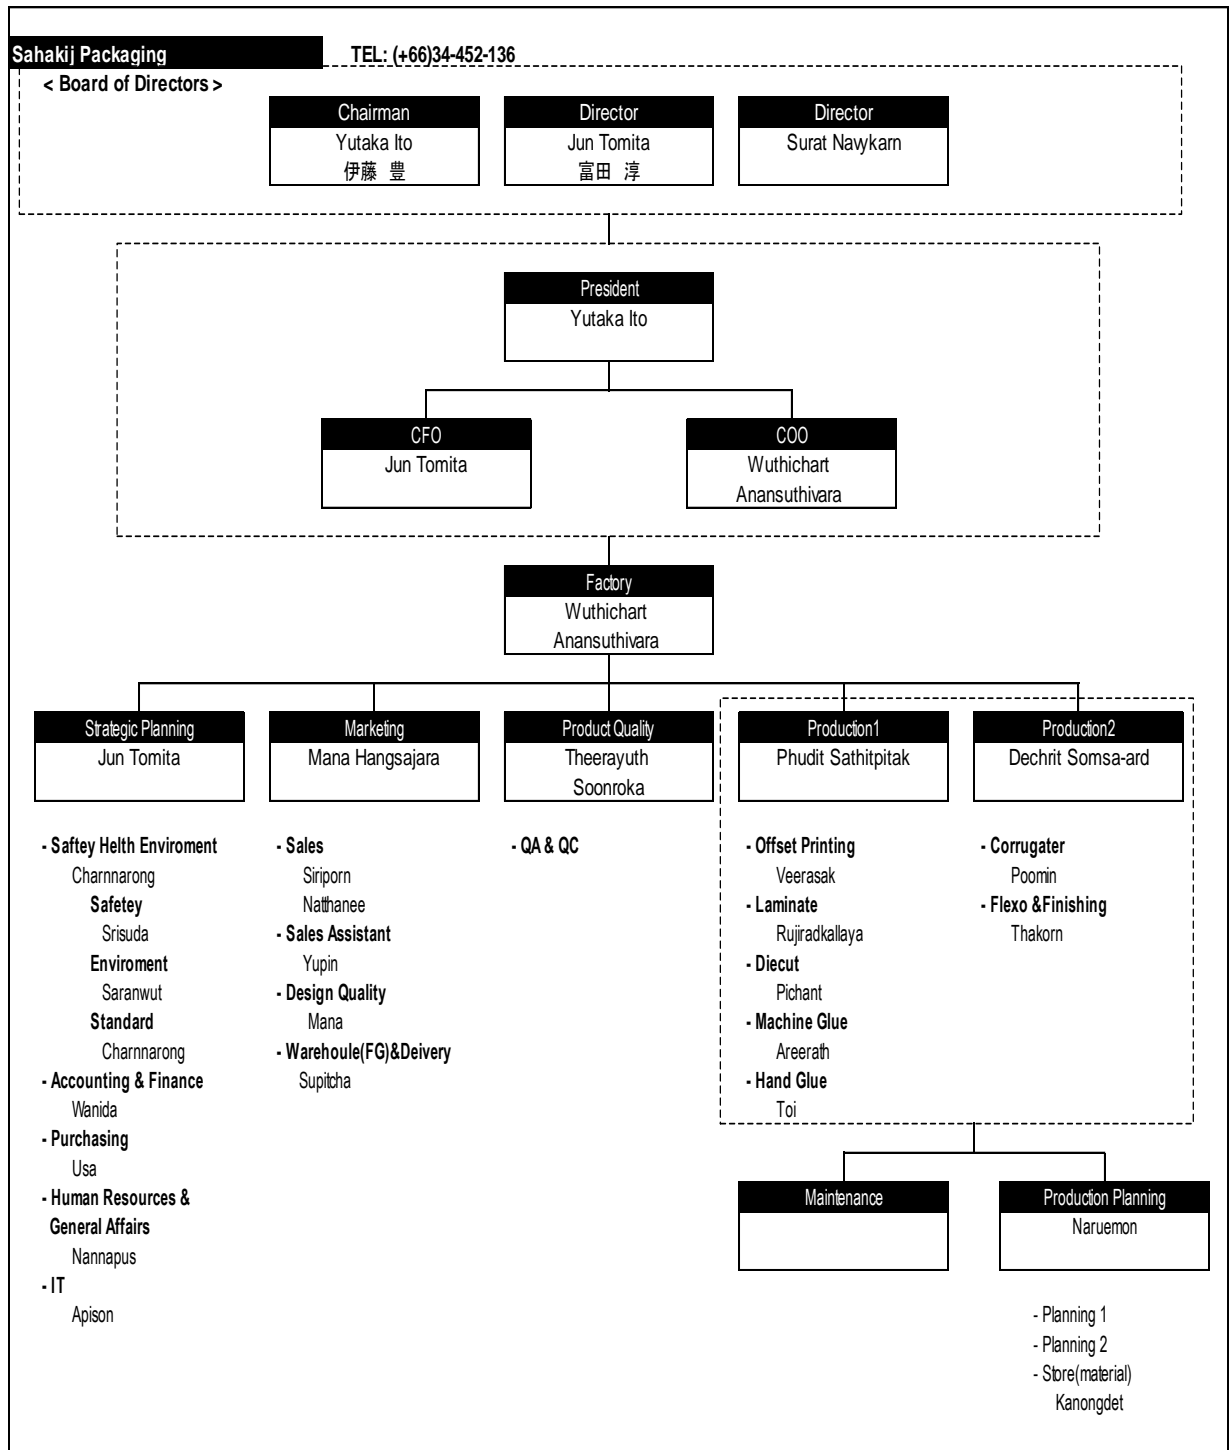 Sahakij Packaging
TEL: (+66)34-452-136
< Board of Directors >
Chairman
Yutaka Ito
伊藤　豊
Director
Jun Tomita
富田　淳
Director
Surat Navykarn
President
Yutaka Ito
CFO
Jun Tomita
COO
Wuthichart
Anansuthivara
Factory
Wuthichart
Anansuthivara
Strategic Planning
Jun Tomita
- Saftey Helth Enviroment
Charnnarong
Safetey
Srisuda
Enviroment
Saranwut
Standard
Charnnarong
- Accounting & Finance
Wanida
- Purchasing
Usa
- Human Resources &
General Affairs
Nannapus
- IT
Apison
Marketing
Mana Hangsajara
- Sales
Siriporn
Natthanee
- Sales Assistant
Yupin
- Design Quality
Mana
- Warehoule(FG)&Deivery
Supitcha
Product Quality
Theerayuth
Soonroka
- QA & QC
Production1
Phudit Sathitpitak
- Offset Printing
Veerasak
- Laminate
Rujiradkallaya
- Diecut
Pichant
- Machine Glue
Areerath
- Hand Glue
Toi
Production2
Dechrit Somsa-ard
- Corrugater
Poomin
- Flexo &Finishing
Thakorn
Maintenance
Production Planning
Naruemon
- Planning 1
- Planning 2
- Store(material)
Kanongdet